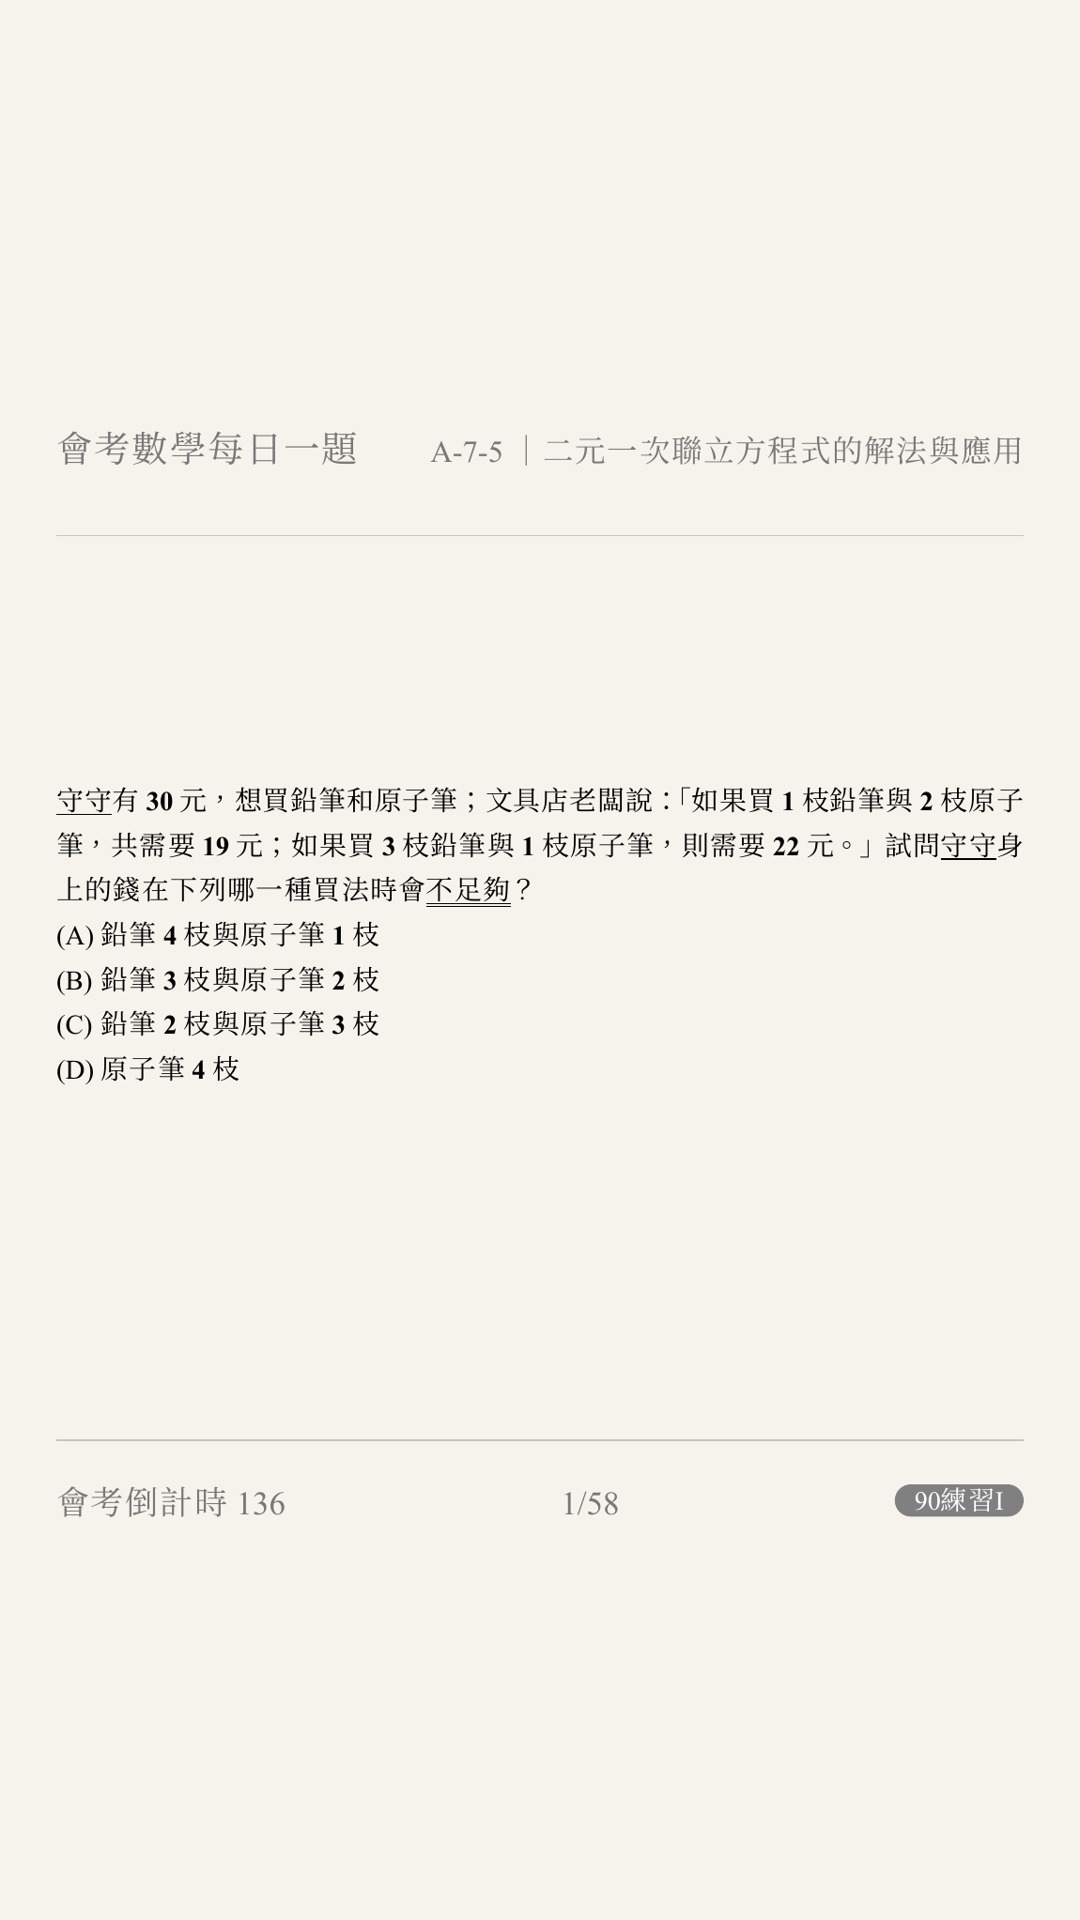 會考數學每日一題
A-7-5｜二元一次聯立方程式的解法與應用
守守有 30 元，想買鉛筆和原子筆；文具店老闆說：「如果買 1 枝鉛筆與 2 枝原子
筆，共需要 19 元；如果買 3 枝鉛筆與 1 枝原子筆，則需要 22 元。」試問守守身
上的錢在下列哪一種買法時會不足夠？
(A) 鉛筆 4 枝與原子筆 1 枝
(B) 鉛筆 3 枝與原子筆 2 枝
(C) 鉛筆 2 枝與原子筆 3 枝
(D) 原子筆 4 枝
會考倒計時 136
1/58
90練習I